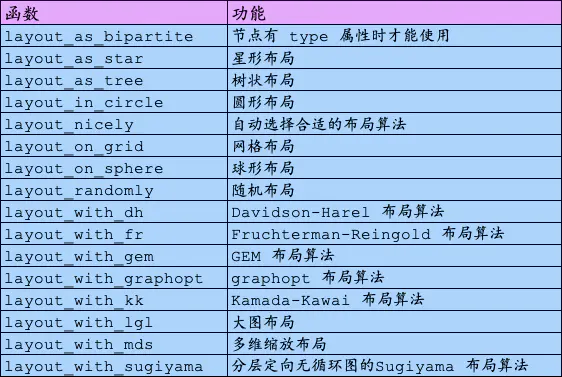 函数 功能
layout_as_bipartite 节点有 type 属性时才能使用
layout_as_star 星形布局
layout_as_tree 树状布局
layout_in_circle 圆形布局
layout_nicely 自动选择合适的布局算法
layout_on_grid 网格布局
layout_on_sphere 球形布局
layout_randomly 随机布局
layout_with_dh Davidson-Harel 布局算法
layout_with_fr Fruchterman-Reingold 布局算法
layout_with_gem GEM 布局算法
layout_with_graphopt graphopt 布局算法
layout_with_kk Kamada-Kawai 布局算法
layout_with_lgl 大图布局
layout_with_mds 多维缩放布局
layout_with_sugiyama 分层定向无循环图的Sugiyama 布局算法